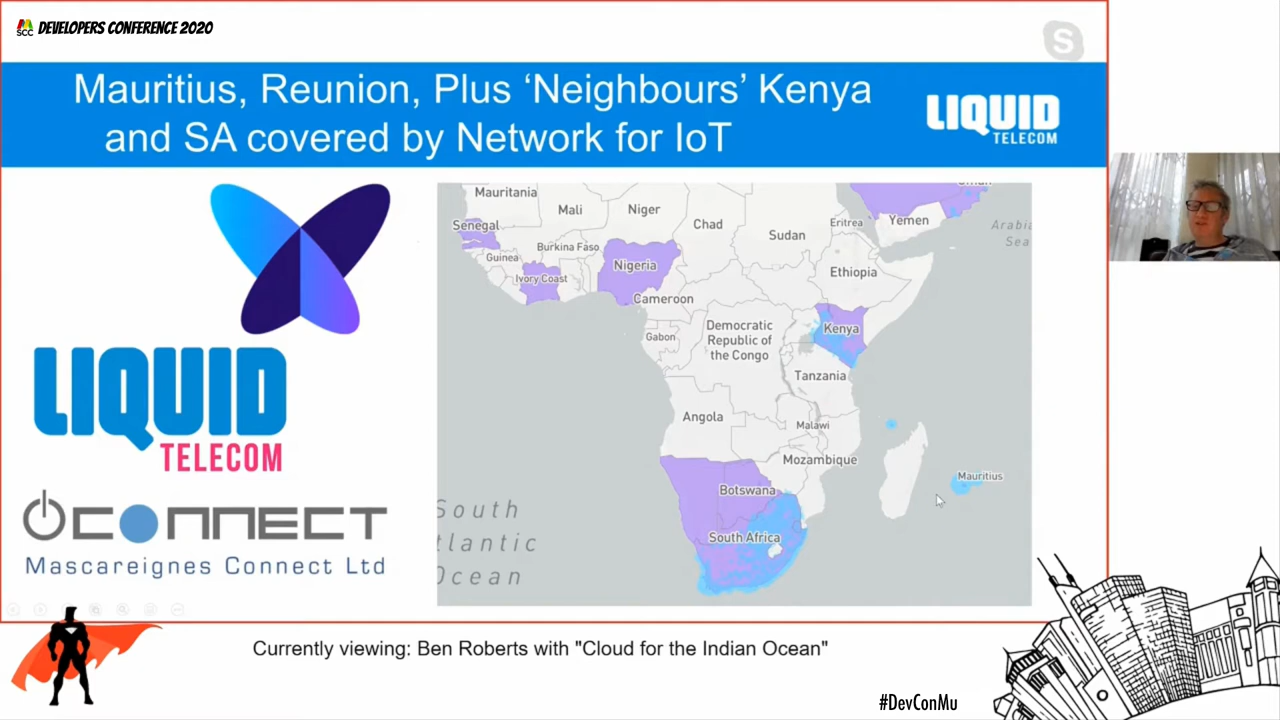 SCC DEVELOPERS CONFERENCE 2020
S
Mauritius, Reunion, Plus ‘Neighbours’ Kenya
and SA covered by Network for IoT
LIQUID
TELECOM
LIQUID
TELECOM
CONNECT
Mascareignes Connect Ltd
Oman
Mauritania
Mali
Niger
Chad
Sudan
Eritrea
Yemen
Arabia
Sea
Senegal
Burkina Faso
Guinea
Ivory Coast
Nigeria
Ethiopia
Cameroon
Gabon
Democratic
Republic of
the Congo
Kenya
Tanzania
Angola
Malawi
Mozambique
Mauritius
Botswana
South Africa
South
tlantic
Ocean
Currently viewing: Ben Roberts with "Cloud for the Indian Ocean"
#DevConMu